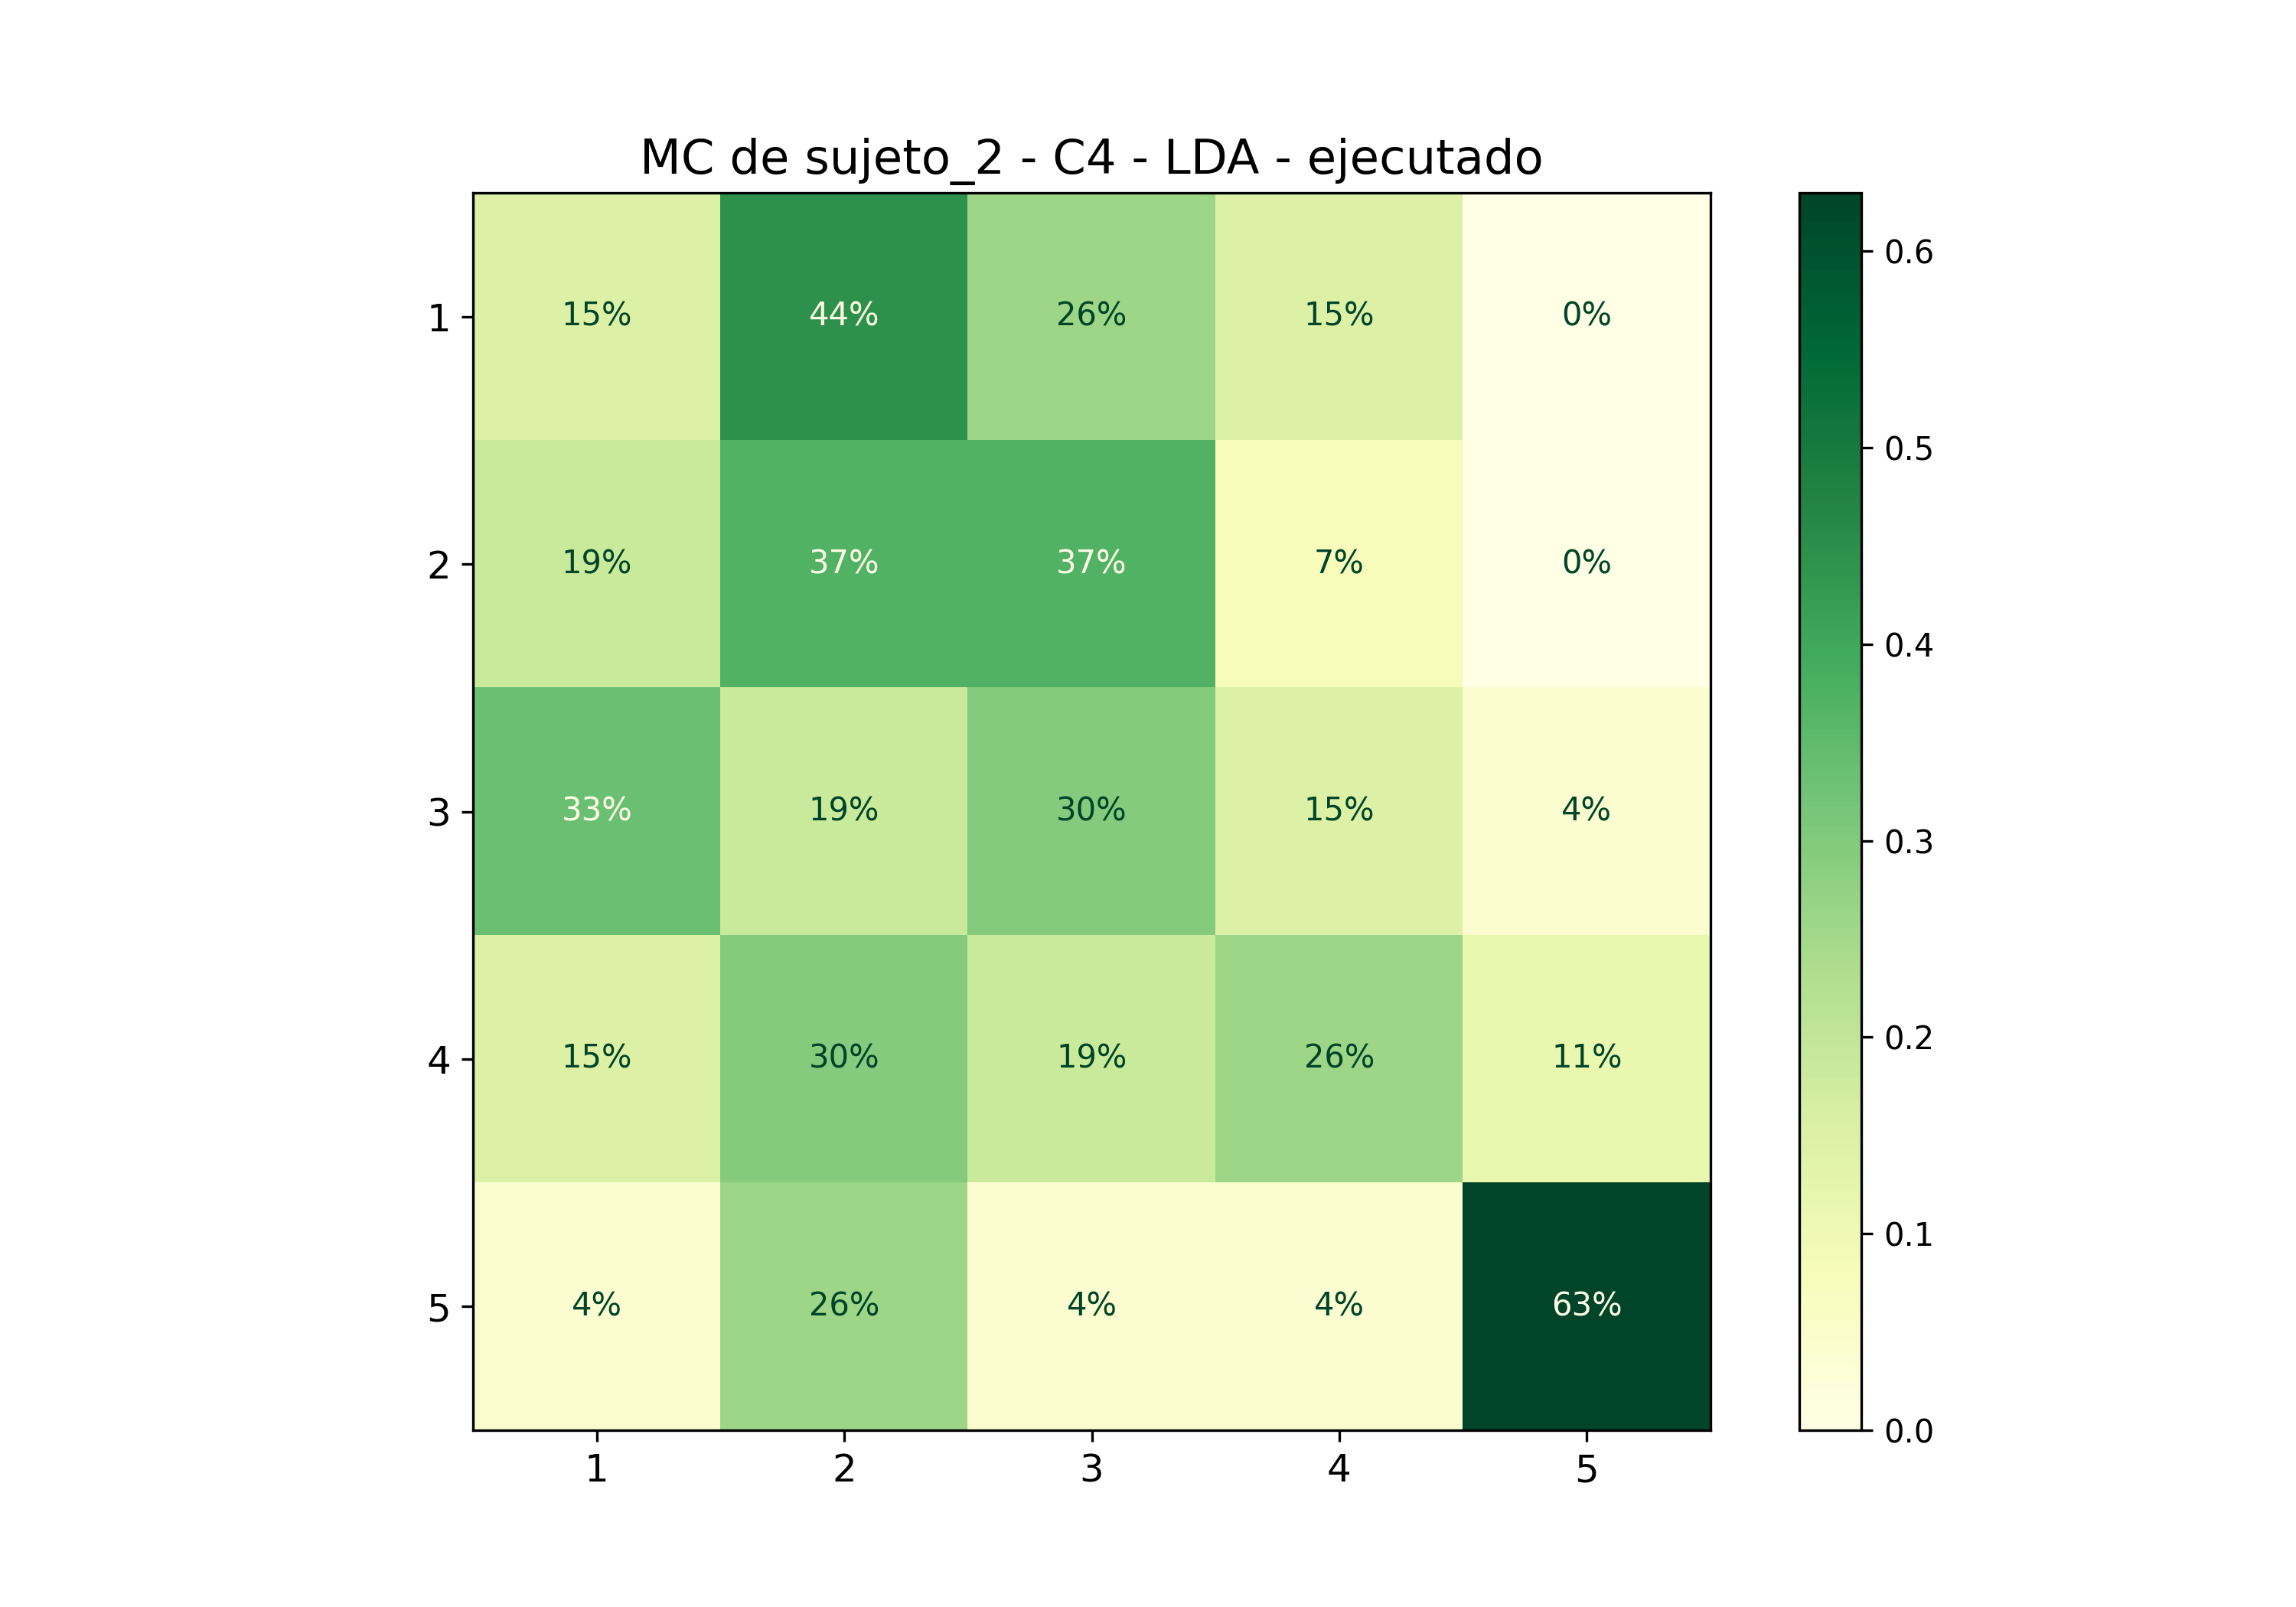 MC de sujeto_2 - C4 - LDA - ejecutado
1 15% 44% 26% 15% 0%
2 19% 37% 37% 7% 0%
3 33% 19% 30% 15% 4%
4 15% 30% 19% 26% 11%
5 4% 26% 4% 4% 63%
1 2 3 4 5
0.6
0.5
0.4
0.3
0.2
0.1
0.0